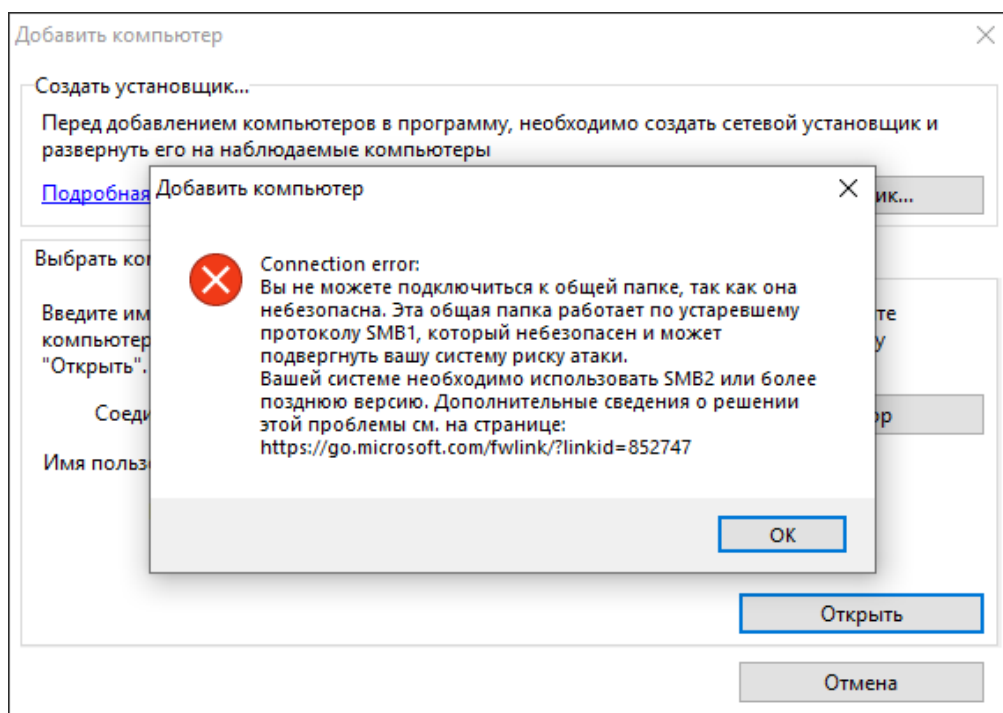 Добавить компьютер
Создать установщик...
Перед добавлением компьютеров в программу, необходимо создать сетевой установщик и
развернуть его на наблюдаемые компьютеры
Подробная
ик...
Добавить компьютер
Connection error:
Вы не можете подключиться к общей папке, так как она
небезопасна. Эта общая папка работает по устаревшему
протоколу SMB1, который небезопасен и может
подвергнуть вашу систему риску атаки.
Вашей системе необходимо использовать SMB2 или более
позднюю версию. Дополнительные сведения о решении
этой проблемы см. на странице:
https://go.microsoft.com/fwlink/?linkid=852747
ОК
Выбрать ко
Введите им
те
компьютер
у
"Открыть".
Соеди
ор
Имя польз
Открыть
Отмена